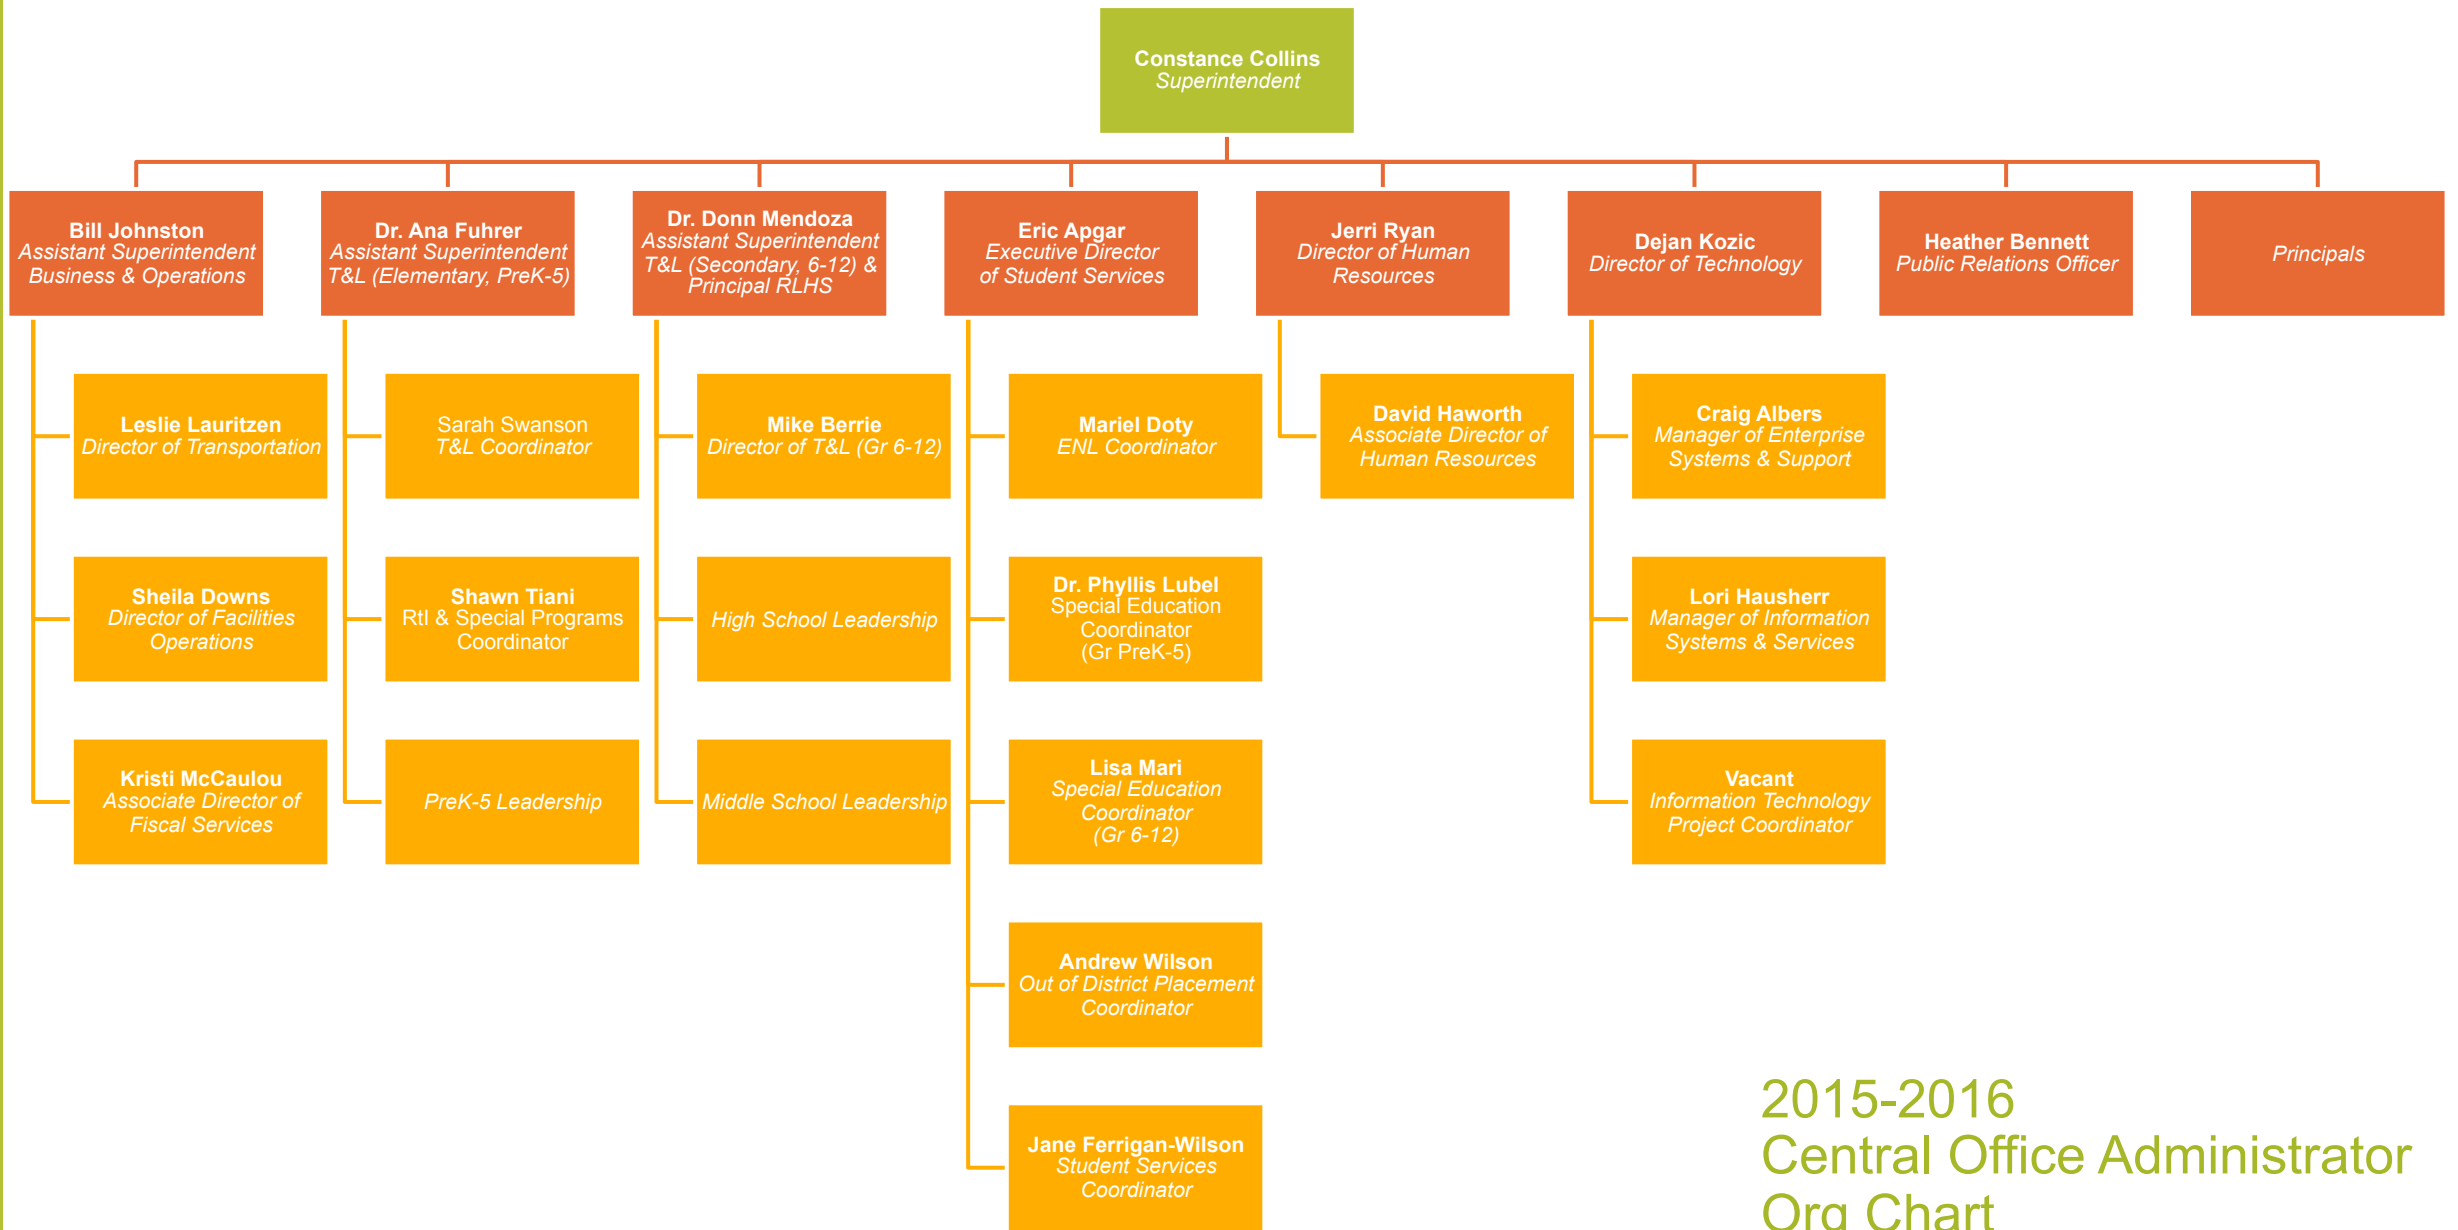 Constance Collins
Superintendent
Bill Johnston
Assistant Superintendent
Business & Operations
Dr. Ana Fuhrer
Assistant Superintendent
T&L (Elementary, PreK-5)
Dr. Donn Mendoza
Assistant Superintendent
T&L (Secondary, 6-12) &
Principal RLHS
Eric Apgar
Executive Director
of Student Services
Jerri Ryan
Director of Human
Resources
Dejan Kozic
Director of Technology
Heather Bennett
Public Relations Officer
Principals
Leslie Lauritzen
Director of Transportation
Sarah Swanson
T&L Coordinator
Mike Berrie
Director of T&L (Gr 6-12)
Mariel Doty
ENL Coordinator
David Haworth
Associate Director of
Human Resources
Craig Albers
Manager of Enterprise
Systems & Support
Sheila Downs
Director of Facilities
Operations
Shawn Tiani
RtI & Special Programs
Coordinator
High School Leadership
Dr. Phyllis Lubel
Special Education
Coordinator
(Gr PreK-5)
Lori Hausherr
Manager of Information
Systems & Services
Kristi McCaulou
Associate Director of
Fiscal Services
PreK-5 Leadership
Middle School Leadership
Lisa Mari
Special Education
Coordinator
(Gr 6-12)
Vacant
Information Technology
Project Coordinator
Andrew Wilson
Out of District Placement
Coordinator
Jane Ferrigan-Wilson
Student Services
Coordinator
2015-2016
Central Office Administrator
Org Chart